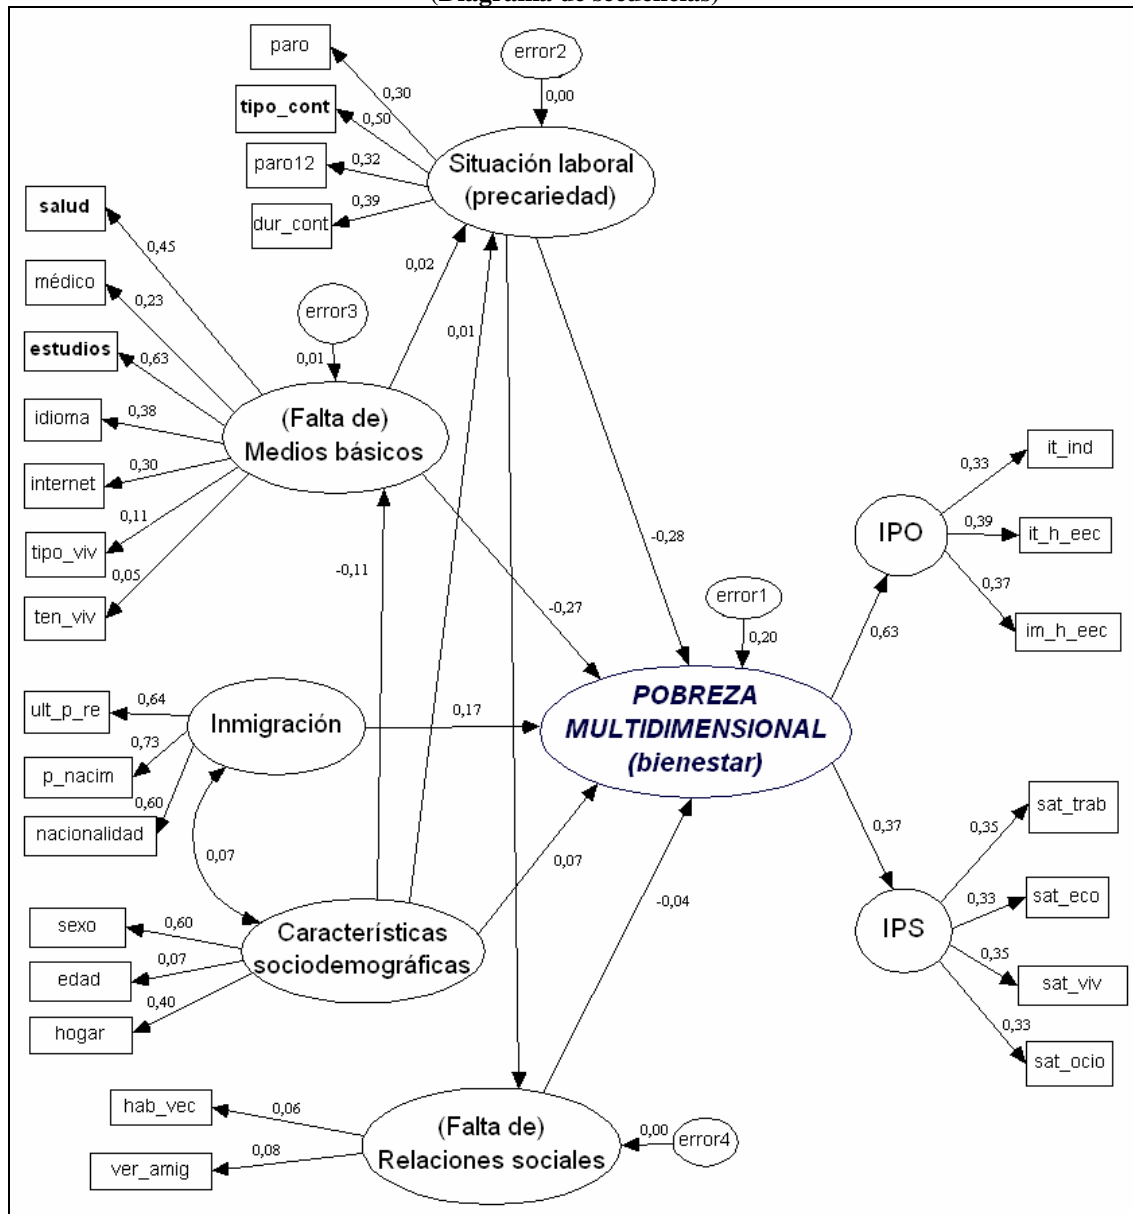 (Diagrama de secuencias)
paro
error2
0,30
0,00
tipo_cont
0,50
Situación laboral
(precariedad)
paro12
0,32
salud
0,39
dur_cont
0,45
0,02
médico
0,23
error3
0,01
estudios
0,63
0,01
(Falta de)
Medios básicos
idioma
0,38
it_ind
0,33
internet
0,30
IPO
0,39
it_h_eec
0,11
tipo_viv
-0,28
0,37
0,05
-0,11
error1
ten_viv
-0,27
im_h_eec
0,63
0,20
ult_p_re
0,64
Inmigración
0,17
POBREZA
MULTIDIMENSIONAL
(bienestar)
p_nacim
0,73
0,60
nacionalidad
sat_trab
0,37
0,35
0,07
0,07
sexo
0,60
-0,04
0,33
sat_eco
Características
sociodemográficas
IPS
edad
0,07
0,35
sat_viv
hogar
0,40
0,33
sat_ocio
hab_vec
0,06
(Falta de)
Relaciones sociales
0,00
error4
ver_amig
0,08